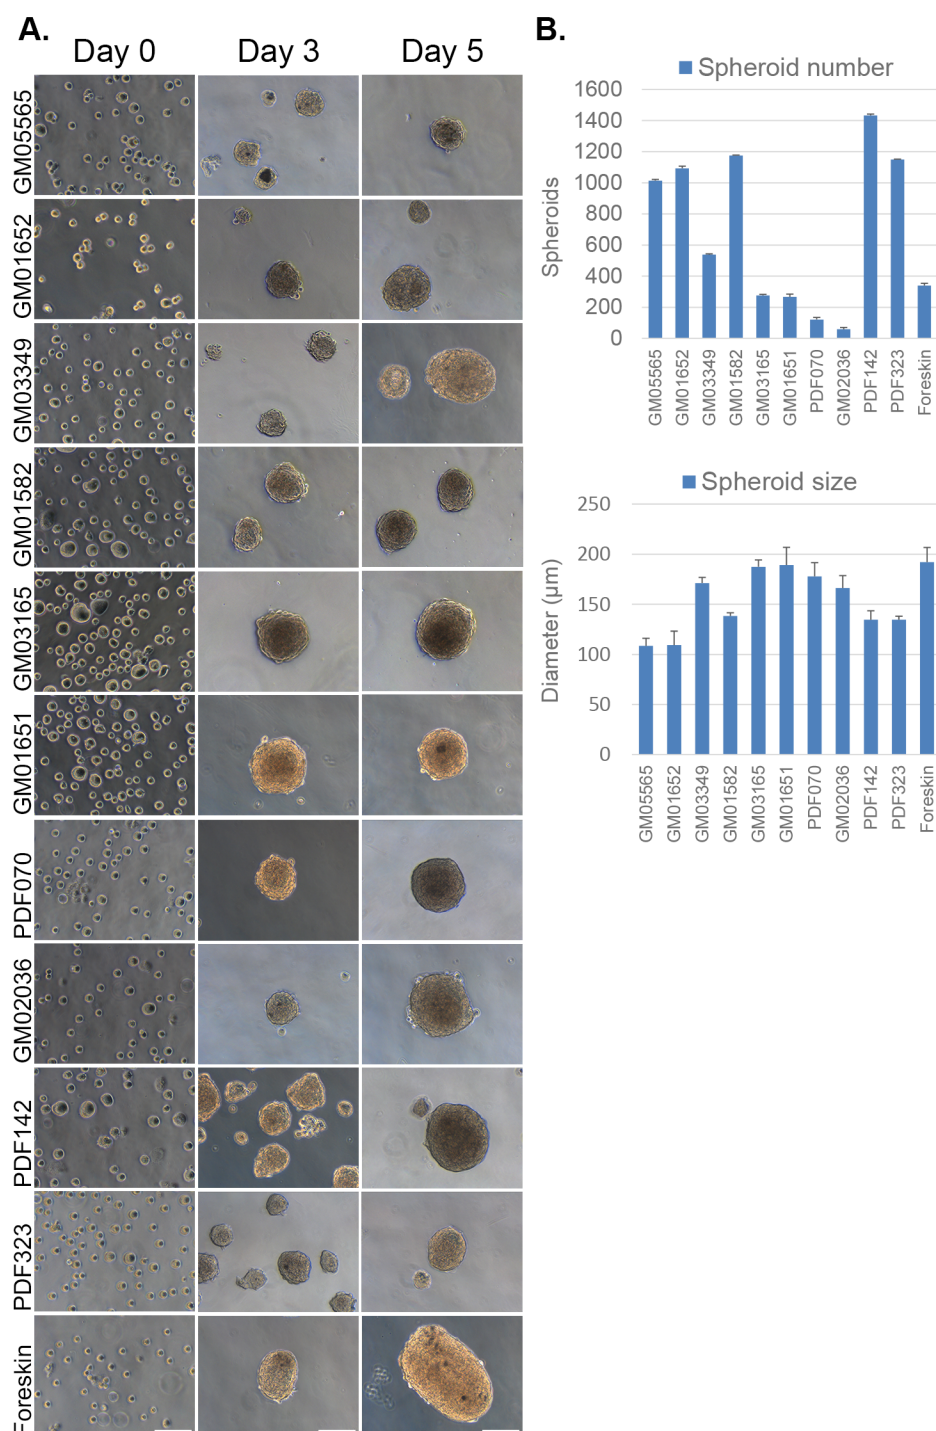 A.
Day 0
Day 3
Day 5
GM05565
GM01652
GM03349
GM01582
GM03165
GM01651
PDF070
GM02036
PDF142
PDF323
Foreskin
B.
Spheroid number
Spheroids
1600
1400
1200
1000
800
600
400
200
0
GM05565
GM01652
GM03349
GM01582
GM03165
GM01651
PDF070
GM02036
PDF142
PDF323
Foreskin
Spheroid size
Diameter (µm)
250
200
150
100
50
0
GM05565
GM01652
GM03349
GM01582
GM03165
GM01651
PDF070
GM02036
PDF142
PDF323
Foreskin